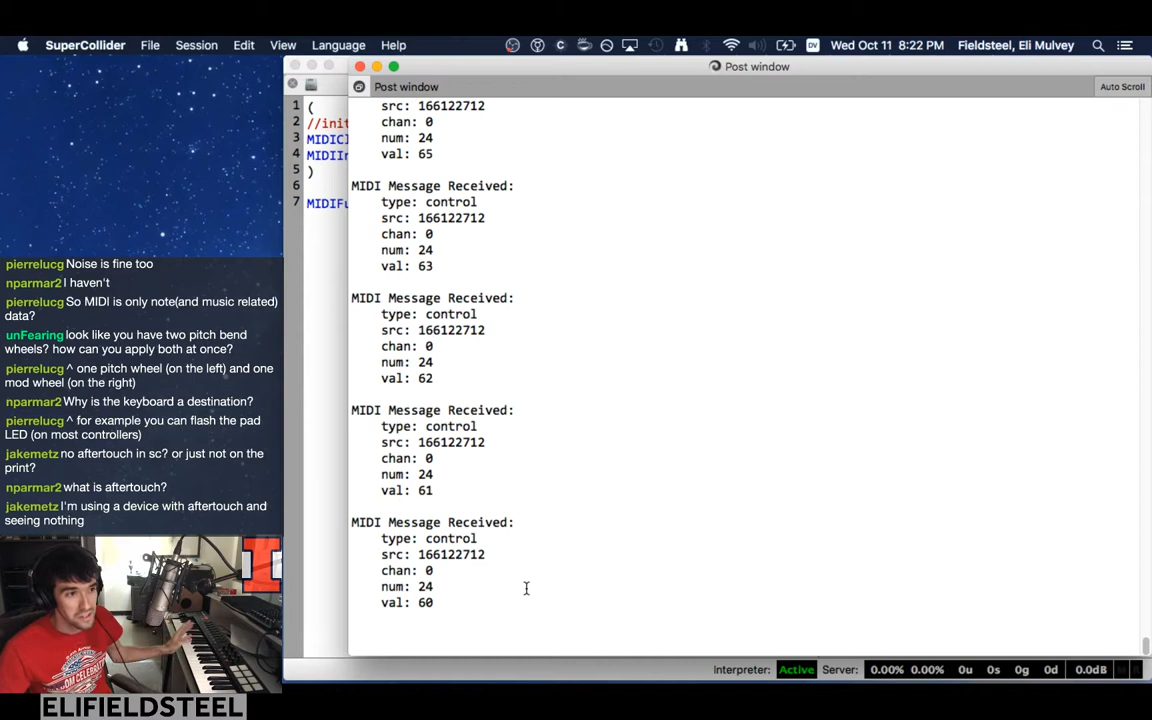 SuperCollider File Session Edit View Language Help
DV Wed Oct 11 8:22 PM Fieldsteel, Eli Mulvey
Post window
Post window
Auto Scroll
1 (
2 //init
3 MIDICl
4 MIDIIn
5 )
6
7 MIDIFu
src: 166122712
chan: 0
num: 24
val: 65
MIDI Message Received:
type: control
src: 166122712
chan: 0
num: 24
val: 63
MIDI Message Received:
type: control
src: 166122712
chan: 0
num: 24
val: 62
MIDI Message Received:
type: control
src: 166122712
chan: 0
num: 24
val: 61
MIDI Message Received:
type: control
src: 166122712
chan: 0
num: 24
val: 60
pierrelucg Noise is fine too
nparmar2 I haven't
pierrelucg So MIDI is only note(and music related)
data?
unFearing look like you have two pitch bend
wheels? how can you apply both at once?
pierrelucg ^ one pitch wheel (on the left) and one
mod wheel (on the right)
nparmar2 Why is the keyboard a destination?
pierrelucg ^ for example you can flash the pad
LED (on most controllers)
jakemetz no aftertouch in sc? or just not on the
print?
nparmar2 what is aftertouch?
jakemetz I'm using a device with aftertouch and
seeing nothing
Interpreter: Active Server: 0.00% 0.00% 0u 0s 0g 0d 0.0dB
ELIFIELDSTEEL